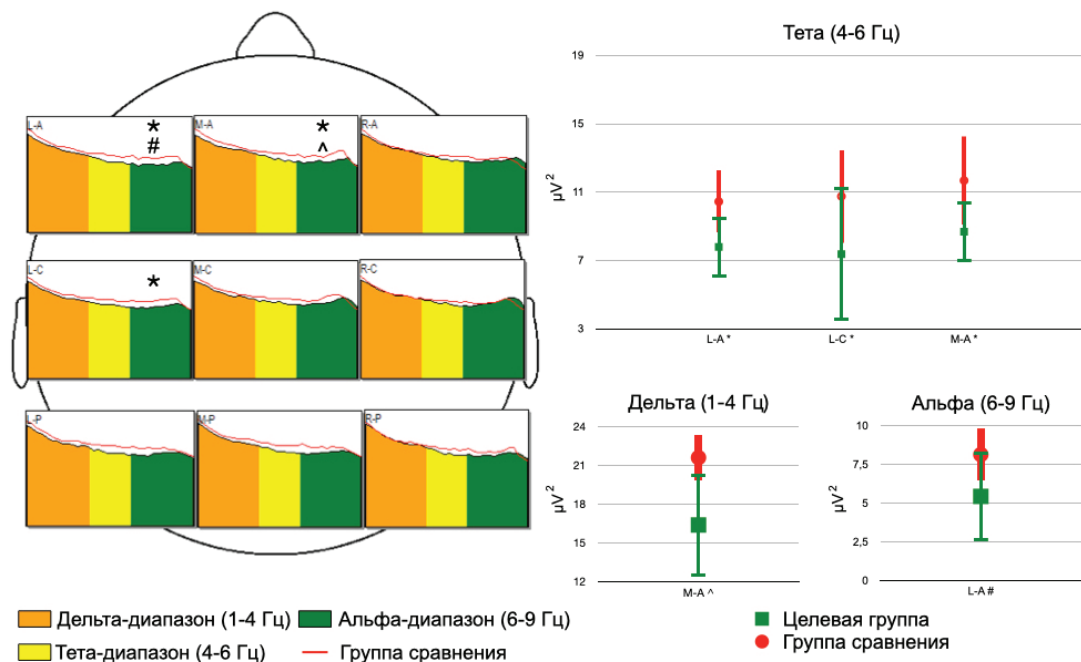 L-A
*
#
M-A
*
^
R-A
L-C
*
M-C
R-C
L-P
M-P
R-P
Тета (4-6 Гц)
µV²
19
15
11
7
3
L-A *
L-C *
M-A *
Дельта (1-4 Гц)
µV²
24
21
18
15
12
M-A ^
Альфа (6-9 Гц)
µV²
10
7,5
5
2,5
0
L-A #
Дельта-диапазон (1-4 Гц)
Альфа-диапазон (6-9 Гц)
Тета-диапазон (4-6 Гц)
Группа сравнения
Целевая группа
Группа сравнения